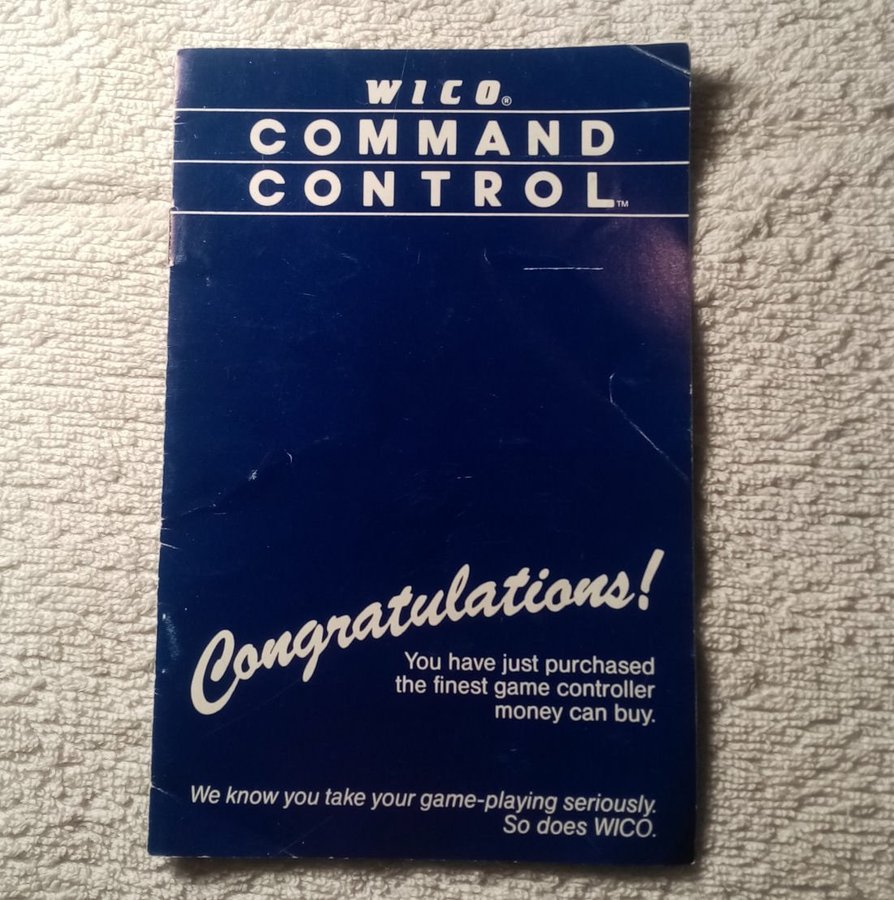 WICO®
COMMAND
CONTROL™
Congratulations!
You have just purchased
the finest game controller
money can buy.
We know you take your game-playing seriously.
So does WICO.